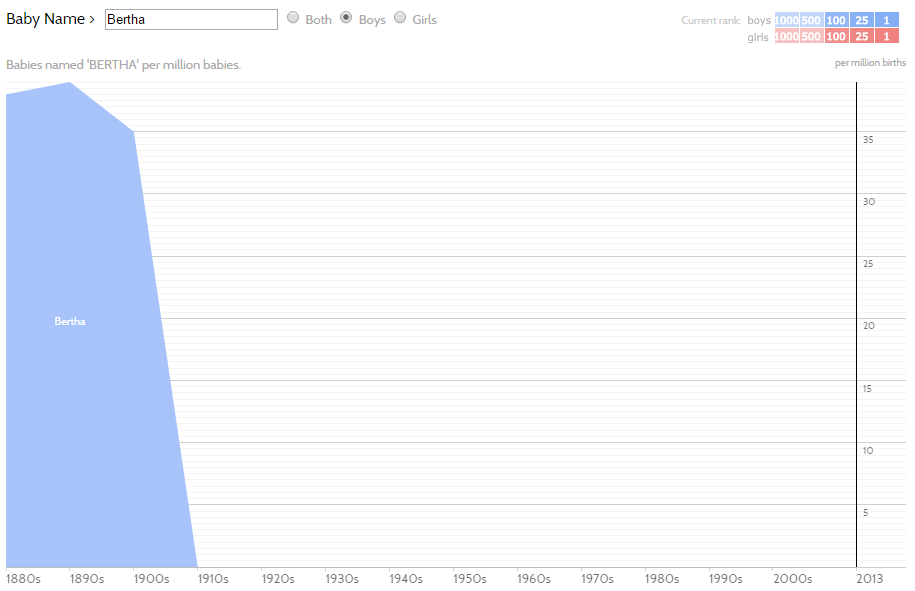 Baby Name > Bertha Both Boys Girls
Current rank: boys 1000 500 100 25 1
girls 1000 500 100 25 1
Babies named 'BERTHA' per million babies.
per million births
35
30
25
20
Bertha
15
10
5
1880s 1890s 1900s 1910s 1920s 1930s 1940s 1950s 1960s 1970s 1980s 1990s 2000s 2013